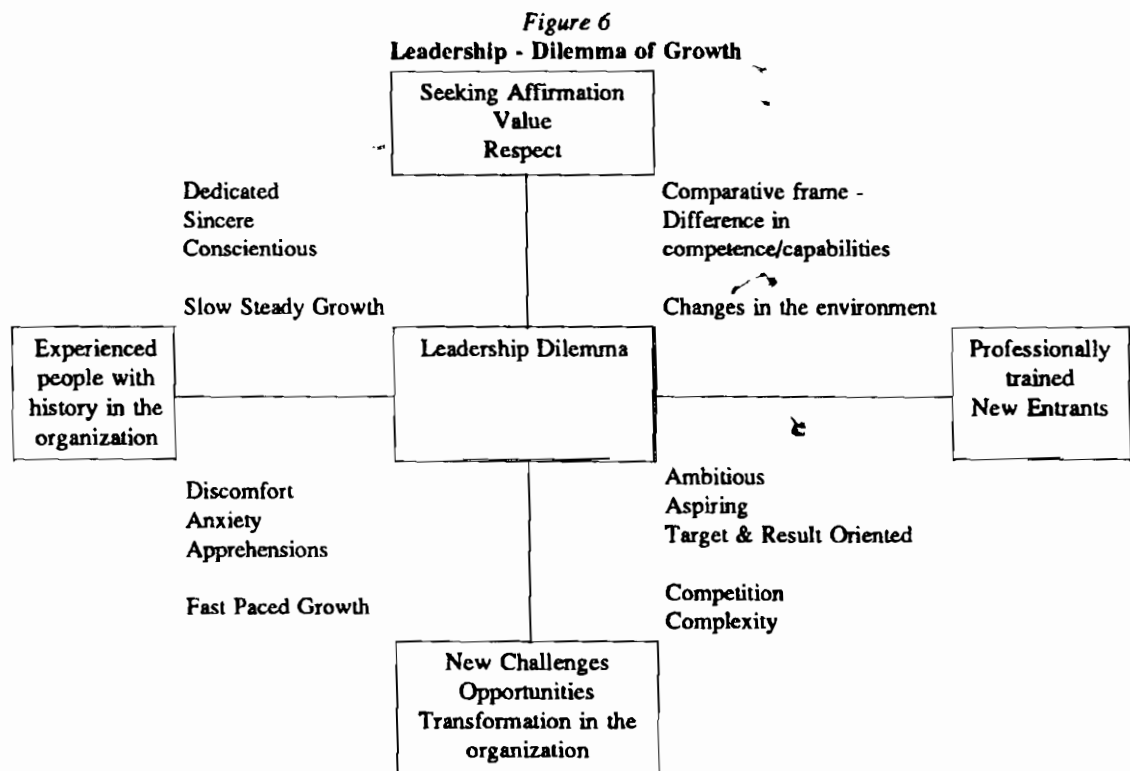 Figure 6
Leadership - Dilemma of Growth
Seeking Affirmation
Value
Respect
Dedicated
Sincere
Conscientious
Slow Steady Growth
Comparative frame -
Difference in
competence/capabilities
Changes in the environment
Experienced
people with
history in the
organization
Leadership Dilemma
Professionally
trained
New Entrants
Discomfort
Anxiety
Apprehensions
Fast Paced Growth
Ambitious
Aspiring
Target & Result Oriented
Competition
Complexity
New Challenges
Opportunities
Transformation in the
organization